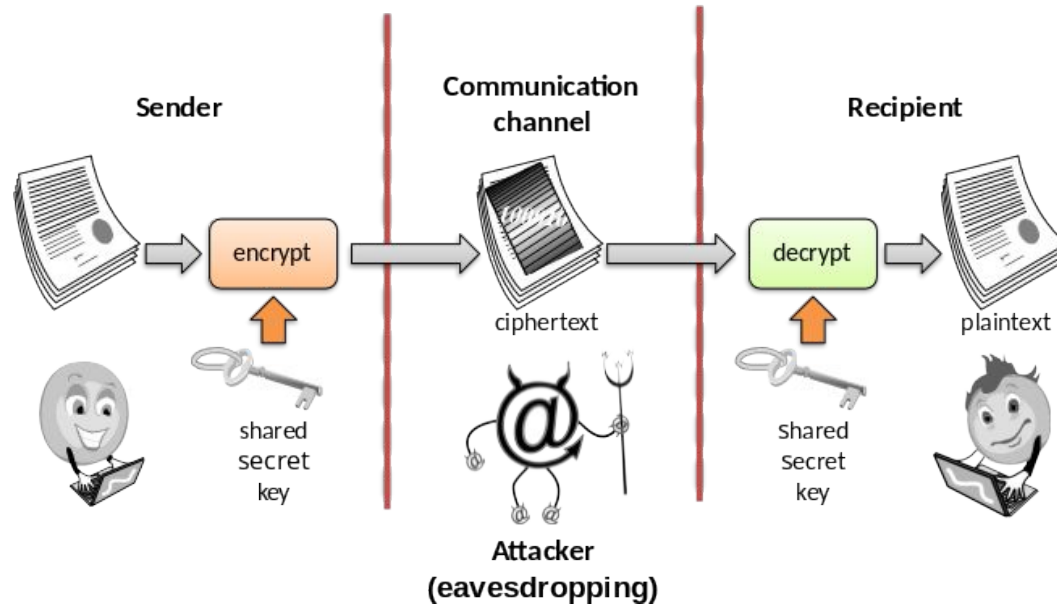 Sender
Communication
channel
Recipient
encrypt
decrypt
ciphertext
plaintext
shared
secret
key
@
@
@
@
@
shared
secret
key
Attacker
(eavesdropping)